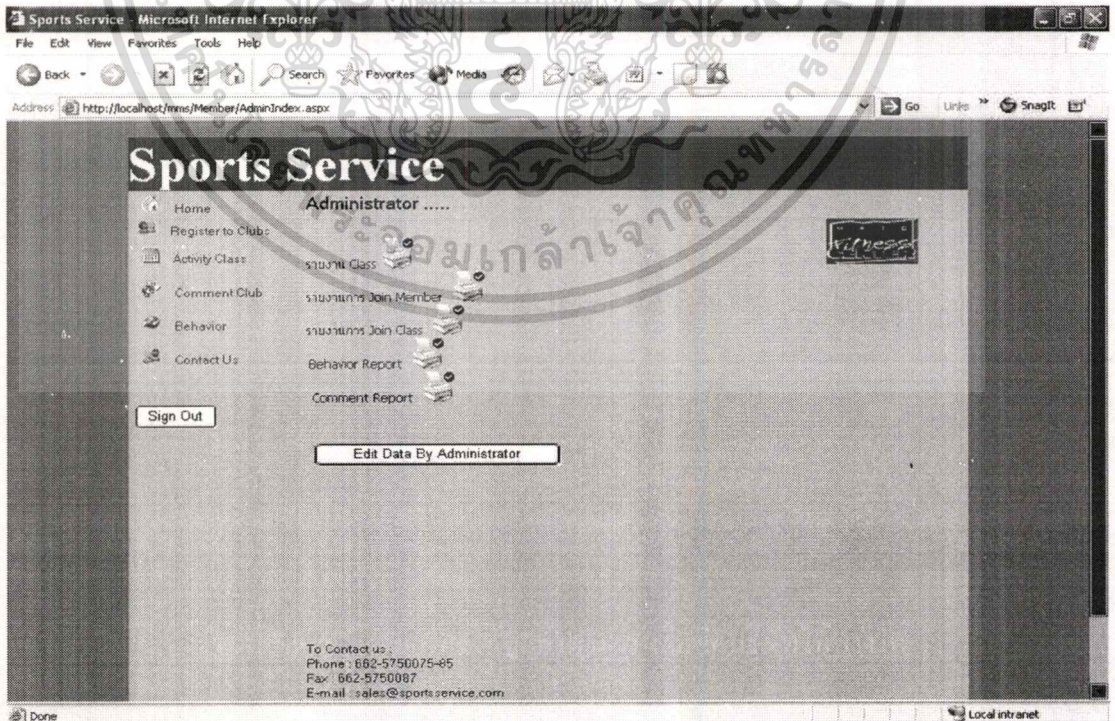 Sports Service - Microsoft Internet Explorer
File Edit View Favorites Tools Help
Back Search Favorites Media
Address http://localhost/mms/Member/AdminIndex.aspx Go Links » SnagIt
Sports Service
Home
Register to Clubs
Activity Class
Comment Club
Behavior
Contact Us
Sign Out
Administrator .....
รายงาน Class
รายงานการ Join Member
รายงานการ Join Class
Behavior Report
Comment Report
Edit Data By Administrator
fitness
CENTER
To Contact us :
Phone : 662-5750075-85
Fax : 662-5750087
E-mail : sales@sportsservice.com
Done Local intranet